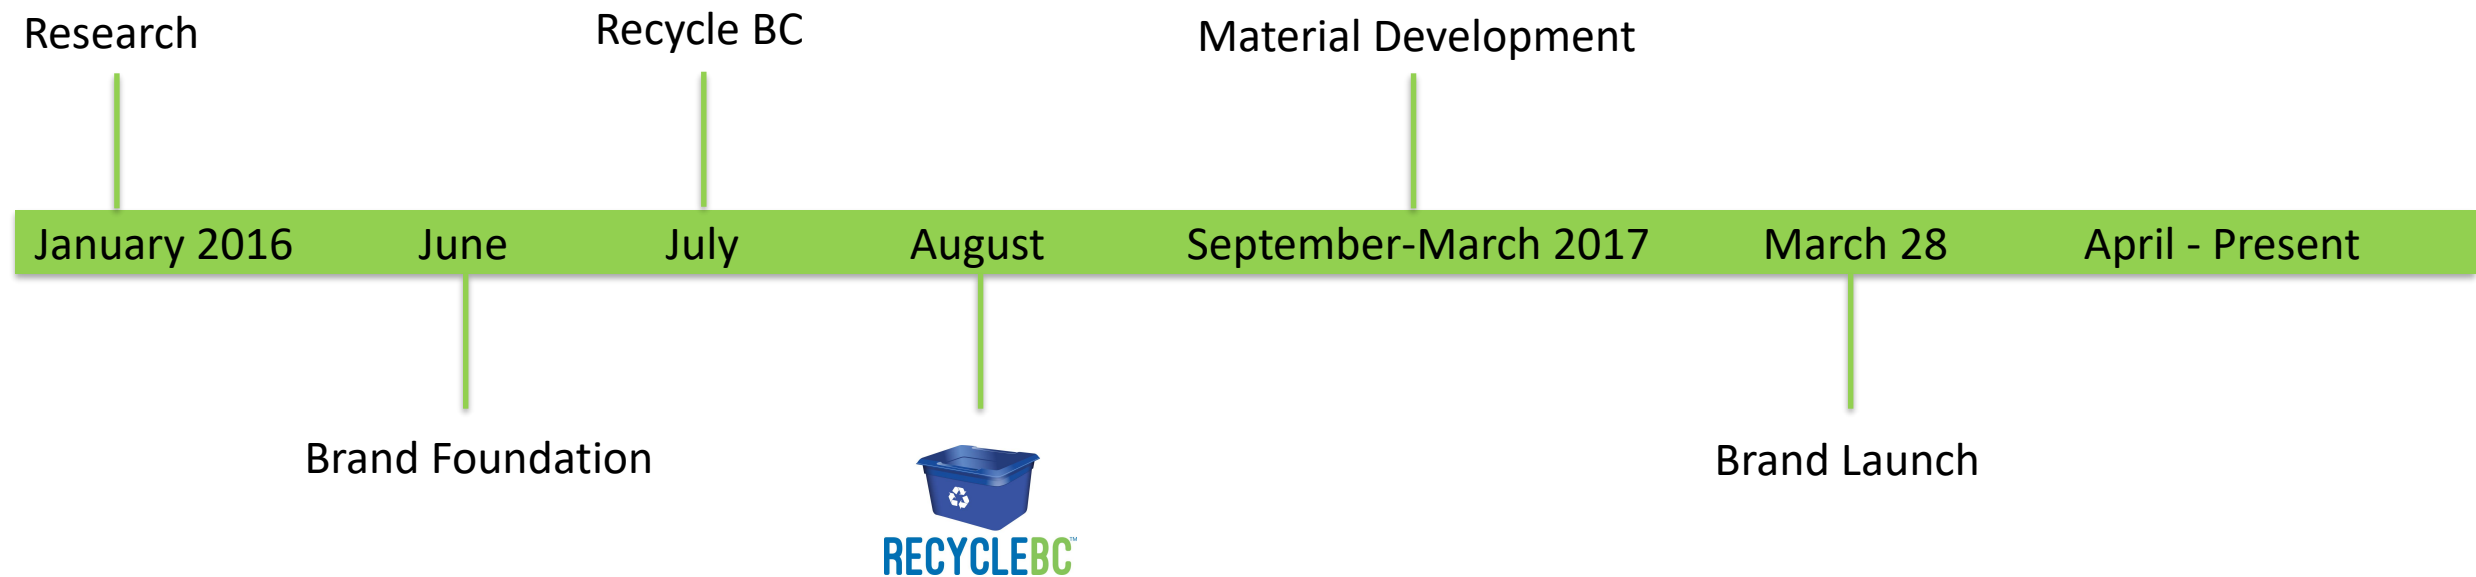 Research
Recycle BC
Material Development
January 2016
June
July
August
September-March 2017
March 28
April - Present
Brand Foundation
Brand Launch
RECYCLEBC™